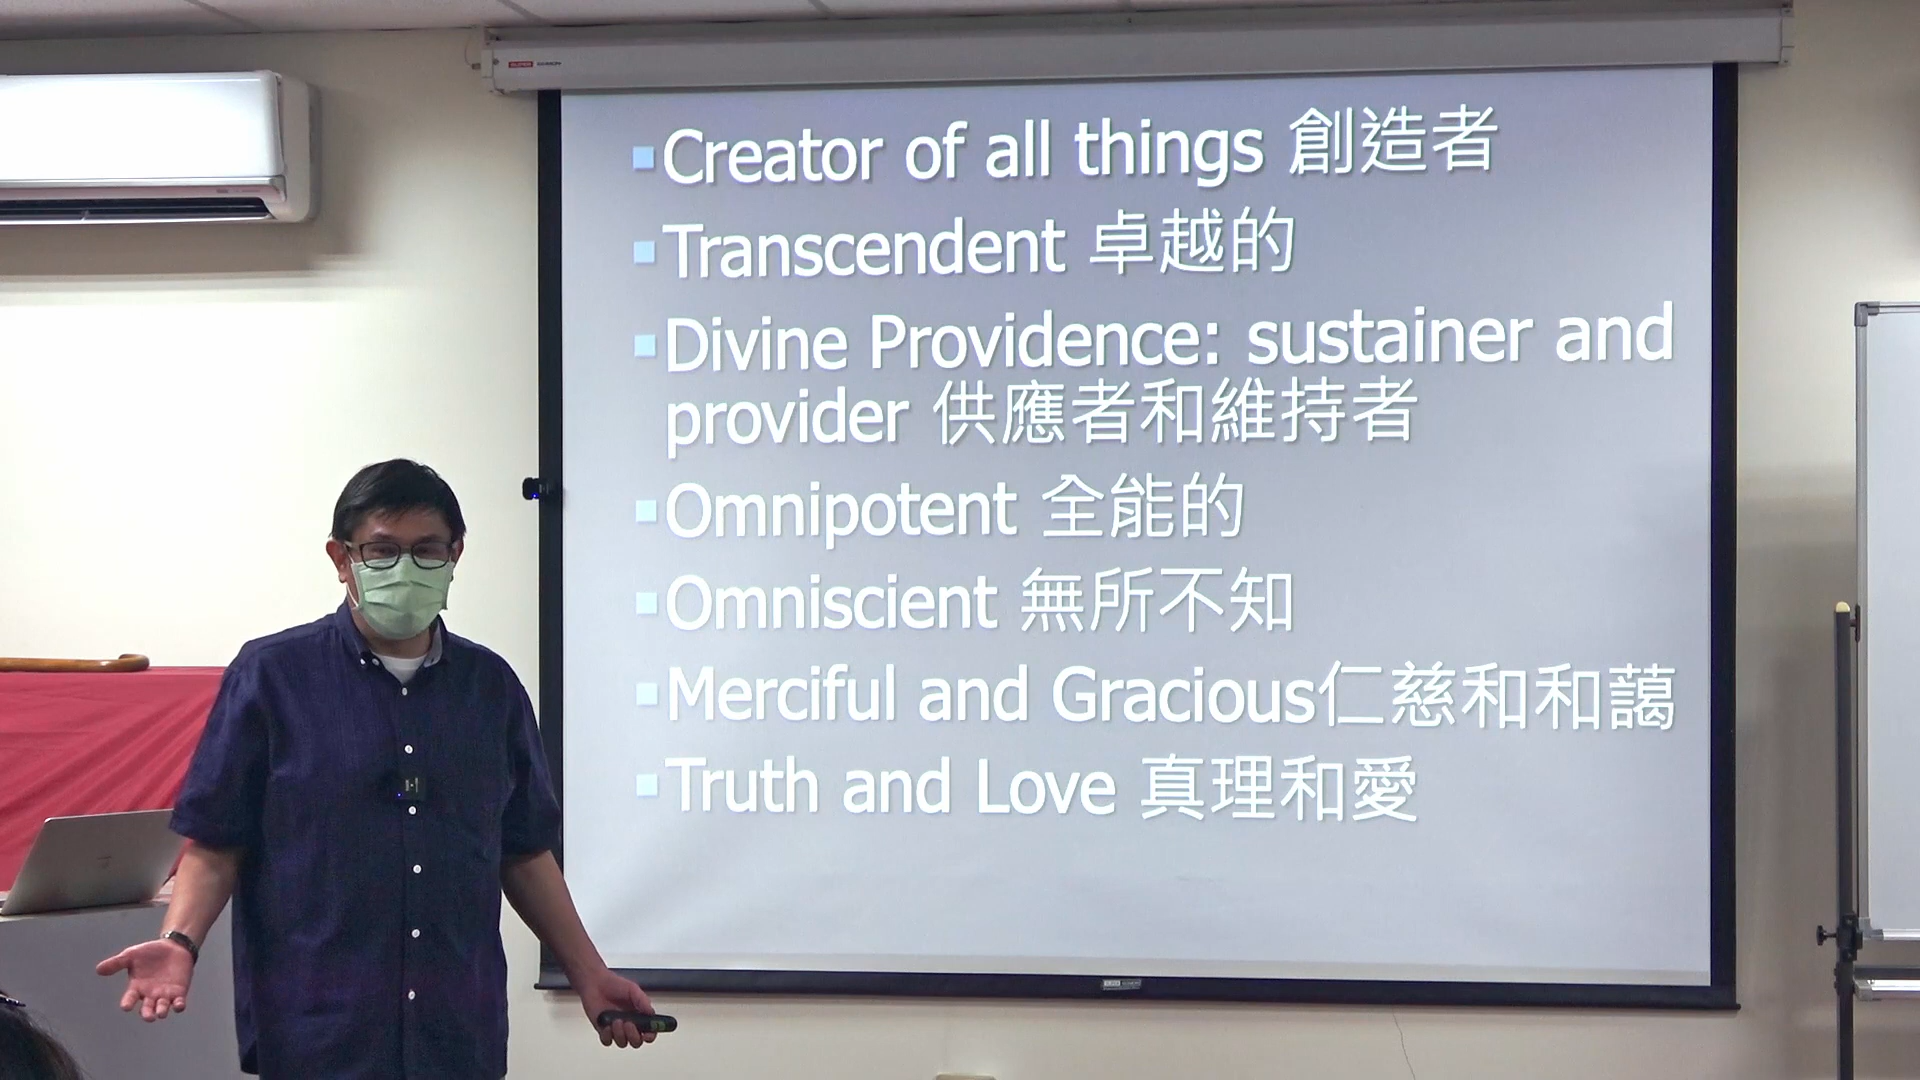 Creator of all things 創造者
Transcendent 卓越的
Divine Providence: sustainer and
provider 供應者和維持者
Omnipotent 全能的
Omniscient 無所不知
Merciful and Gracious仁慈和和藹
Truth and Love 真理和愛